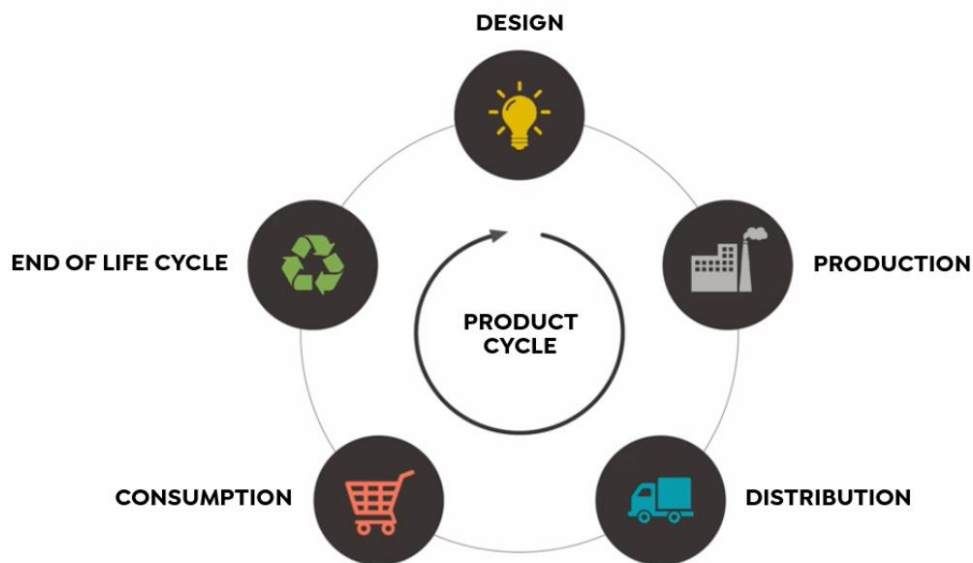 DESIGN
END OF LIFE CYCLE
PRODUCTION
PRODUCT
CYCLE
CONSUMPTION
DISTRIBUTION